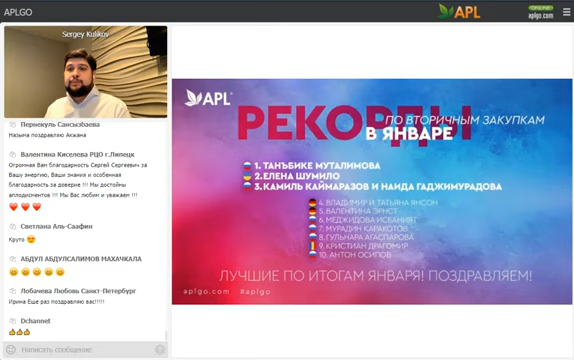 APLGO
APL
ONLINE
aplgo.com
Sergey Kulikov
Пернекуль Сансызбаева
Назыма поздравляю Акжана
Валентина Киселева РЦО г.Липецк
Огромная Вам благодарность Сергей Сергеевич за
Вашу энергию, Ваши знания и особенная
благодарность за доверие !!! Мы достойны
аплодисментов !!! Мы Вас любим и уважаем !!!
Светлана Аль-Саафин
Круто
АБДУЛ АБДУСАЛИМОВ МАХАЧКАЛА
Лобачева Любовь Санкт-Петербург
Ирина Еще раз поздравляю вас!!!!!
Dchannet
Написать сообщение
APL
РЕКОРДЫ
ПО ВТОРИЧНЫМ ЗАКУПКАМ
В ЯНВАРЕ
1. ТАНЪБИКЕ МУТАЛИМОВА
2. ЕЛЕНА ШУМИЛО
3. КАМИЛЬ КАЙМАРАЗОВ И НАИДА ГАДЖИМУРАДОВА
4. ВЛАДИМИР И ТАТЬЯНА ЯНСОН
5. ВАЛЕНТИНА ЭРНСТ
6. МЕДЖИДОВА ИСБАНИЯТ
7. МУРАДИН КАРАКОТОВ
8. ГУЛЬНАРА АГАСПАРОВА
9. КРИСТИАН ДРАГОМИР
10. АНТОН ОСИПОВ
ЛУЧШИЕ ПО ИТОГАМ ЯНВАРЯ! ПОЗДРАВЛЯЕМ!
aplgo.com #aplgo